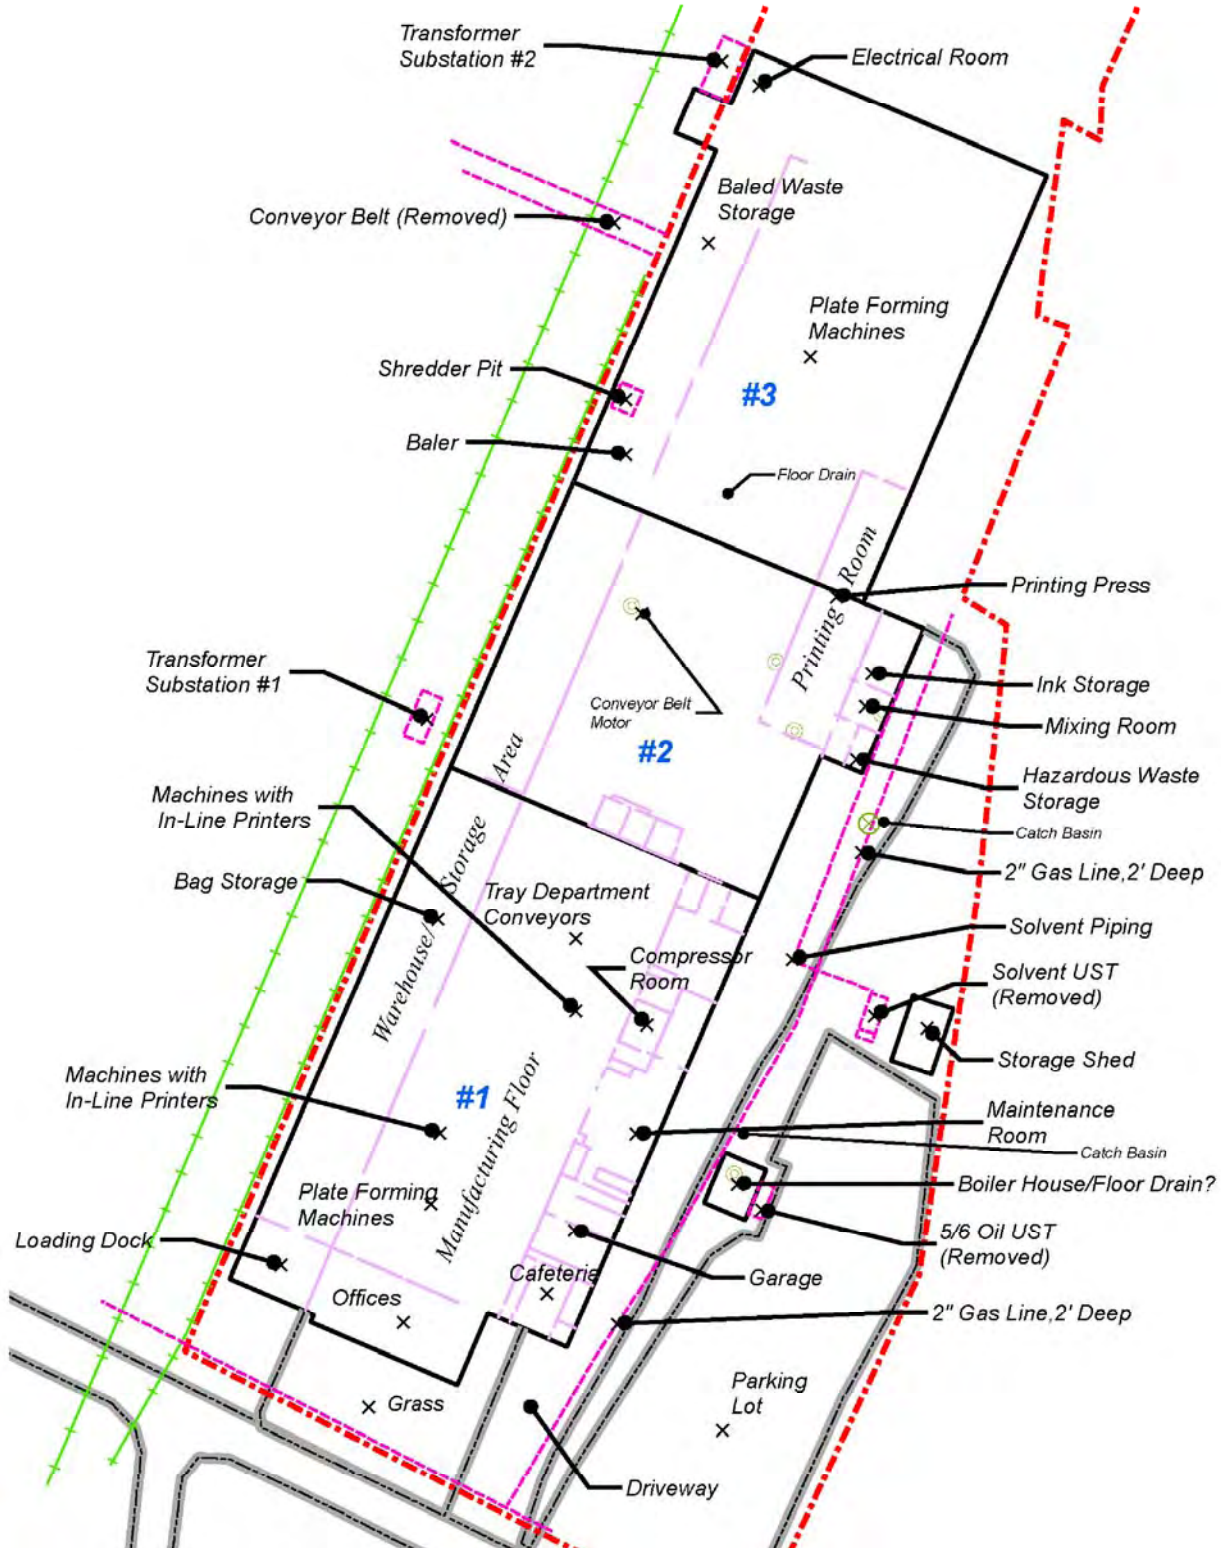 Transformer
Substation #2
Electrical Room
Baled Waste
Storage
Conveyor Belt (Removed)
Plate Forming
Machines
Shredder Pit
#3
Baler
Floor Drain
Printing Room
Printing Press
Transformer
Substation #1
Ink Storage
Conveyor Belt
Motor
Mixing Room
#2
Hazardous Waste
Storage
Machines with
In-Line Printers
Catch Basin
2" Gas Line,2' Deep
Bag Storage
Warehouse/ Storage Area
Tray Department
Conveyors
Solvent Piping
Compressor
Room
Solvent UST
(Removed)
Storage Shed
Machines with
In-Line Printers
#1
Manufacturing Floor
Maintenance
Room
Catch Basin
Plate Forming
Machines
Boiler House/Floor Drain?
Loading Dock
5/6 Oil UST
(Removed)
Cafeteria
Garage
Offices
2" Gas Line,2' Deep
Grass
Parking
Lot
Driveway